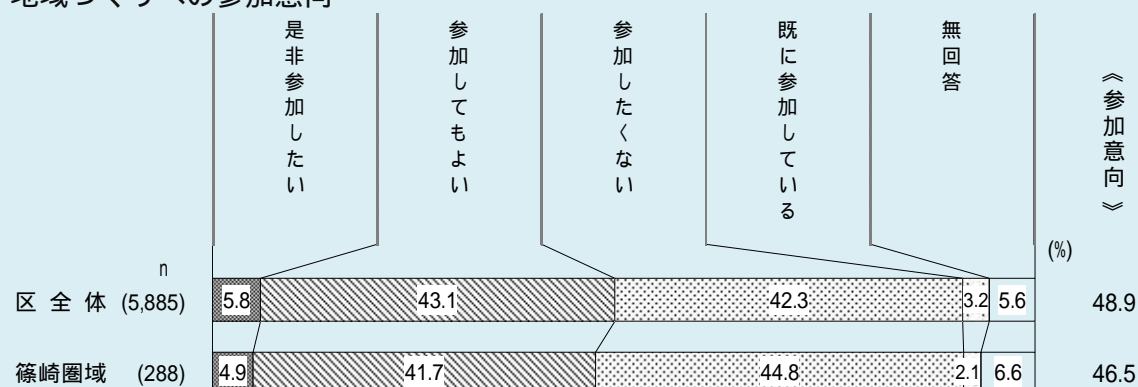 地域づくりへの参加意向
是非参加したい
参加してもよい
参加したくない
既に参加している
無回答
《参加意向》
(%)
n
区全体 (5,885) 5.8 43.1 42.3 3.2 5.6 48.9
篠崎圏域 (288) 4.9 41.7 44.8 2.1 6.6 46.5